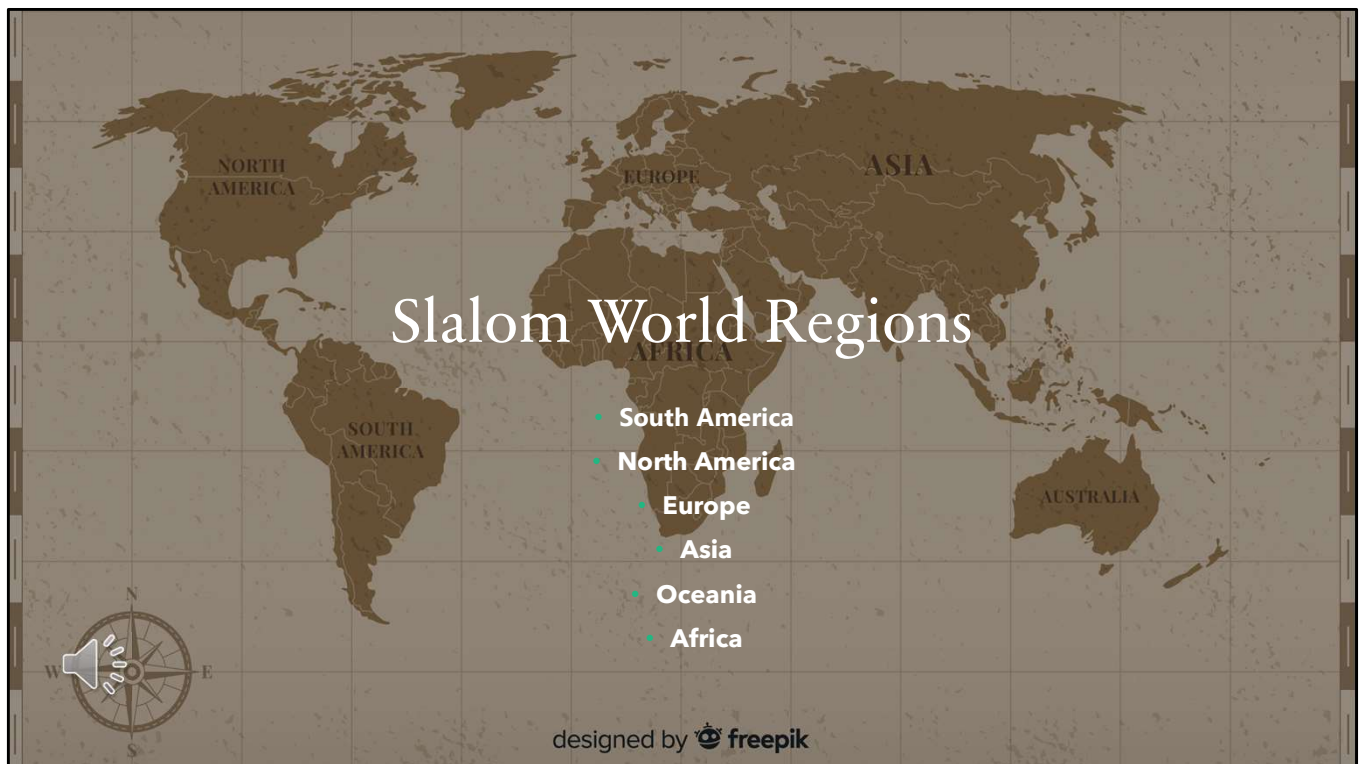 NORTH
AMERICA
EUROPE
ASIA
Slalom World Regions
AFRICA
• South America
• North America
• Europe
• Asia
• Oceania
• Africa
SOUTH
AMERICA
AUSTRALIA
N
W
E
S
designed by freepik